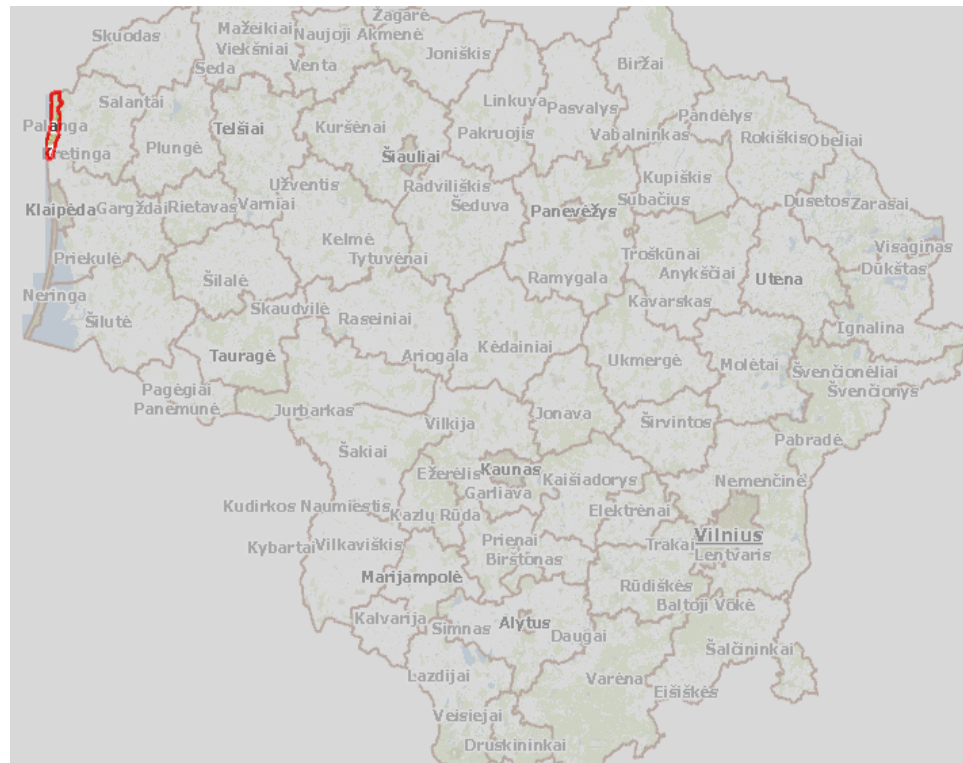 Žagarė
Skuodas
Mažeikiai
Naujoji Akmenė
Viekšniai
Joniškis
Seda
Venta
Biržai
Salantai
Linkuva
Pasvalys
Pandėlys
Palanga
Telšiai
Kuršėnai
Pakruojis
Vabalninkas
Rokiškis
Obeliai
Kretinga
Plungė
Šiauliai
Užventis
Radviliškis
Kupiškis
Klaipėda
Gargždai
Rietavas
Varniai
Šeduva
Panevėžys
Subačius
Dusetos
Zarasai
Kelmė
Visaginas
Priekulė
Tytuvėnai
Troškūnai
Dūkštas
Šilalė
Ramygala
Anykščiai
Utena
Neringa
Skaudvilė
Kavarskas
Šilutė
Raseiniai
Ignalina
Tauragė
Ariogala
Kėdainiai
Ukmergė
Molėtai
Švenčionėliai
Pagėgiai
Švenčionys
Panemunė
Jurbarkas
Jonava
Vilkija
Širvintos
Pabradė
Šakiai
Ežerėlis
Kaunas
Kaišiadorys
Nemenčinė
Garliava
Kudirkos Naumiestis
Kazlų Rūda
Elektrėnai
Vilnius
Kybartai
Vilkaviškis
Prienai
Trakai
Lentvaris
Birštonas
Marijampolė
Rūdiškės
Baltoji Vokė
Kalvarija
Simnas
Alytus
Daugai
Šalčininkai
Lazdijai
Varėna
Eišiškės
Veisiejai
Druskininkai